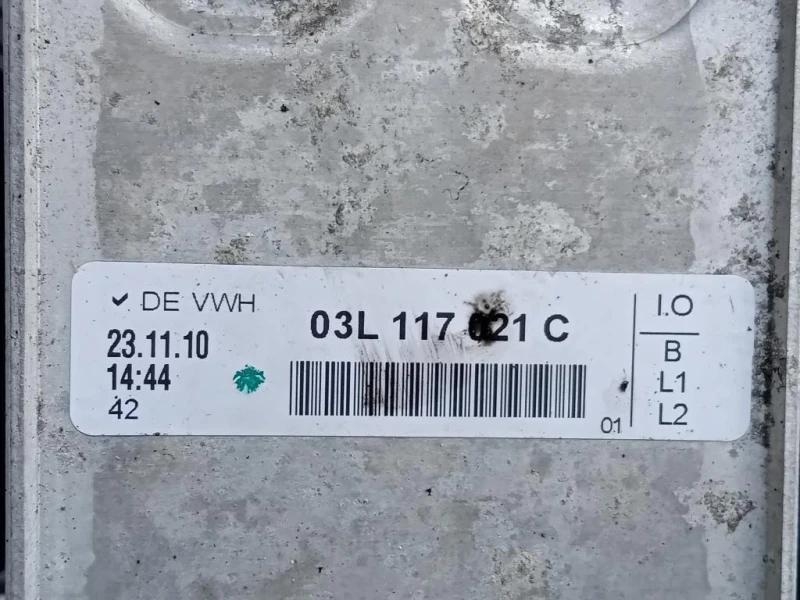 ✓ DE VWH
23.11.10
14:44
42
03L 117 021 C
01
I.O
B
L1
L2